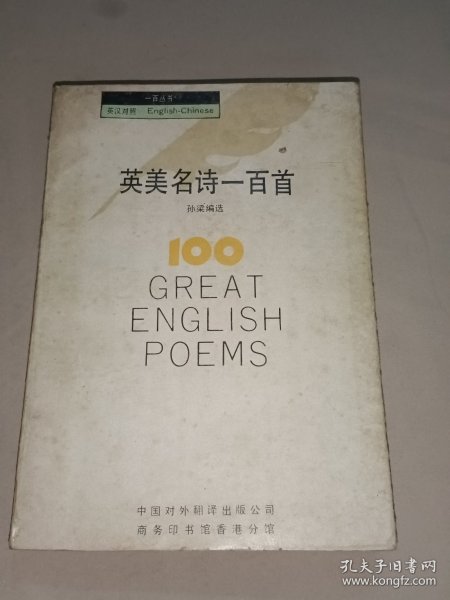 一百丛书
英汉对照 English-Chinese
英美名诗一百首
孙梁编选
100
GREAT
ENGLISH
POEMS
中国对外翻译出版公司
商务印书馆香港分馆
孔夫子旧书网
www.kongfz.com